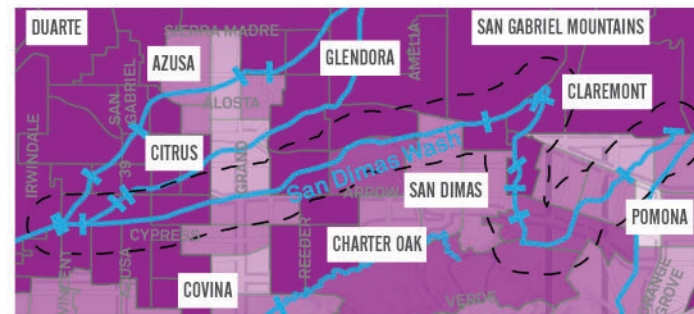 DUARTE
SIERRA MADRE
SAN GABRIEL MOUNTAINS
AZUSA
GLENDORA
AMELIA
SAN GABRIEL
ALOSTA
CLAREMONT
IRWINDALE
CITRUS
39
GRAND
San Dimas Wash
ARROW
SAN DIMAS
POMONA
CYPRESS
CHARTER OAK
REEDER
VINCENT
AZUSA
COVINA
VERDE
ORANGE GROVE